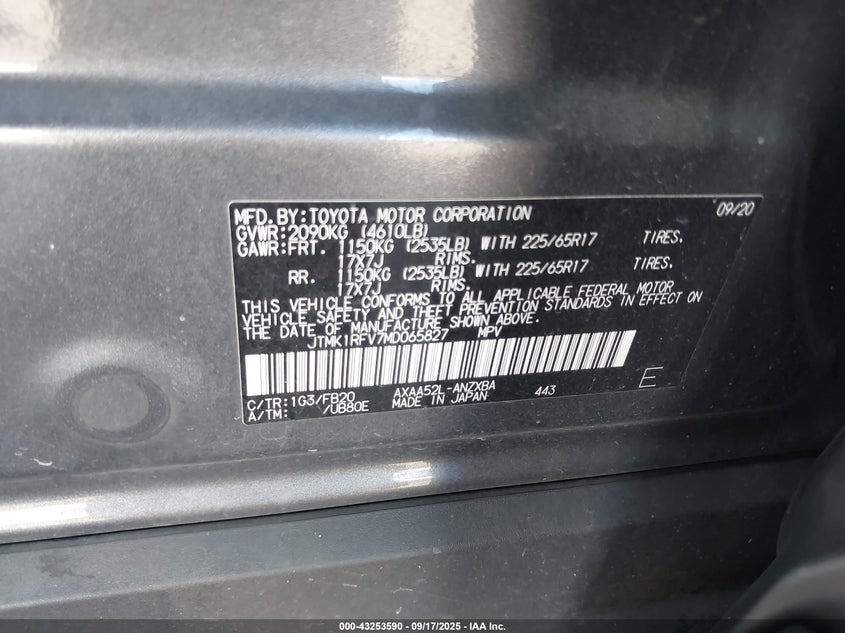 MFD.BY:TOYOTA MOTOR CORPORATION 09/20
GVWR:2090KG (4610LB)
GAWR:FRT. 1150KG (2535LB) WITH 225/65R17 TIRES.
17X7J RIMS.
RR. 1150KG (2535LB) WITH 225/65R17 TIRES.
17X7J RIMS.
THIS VEHICLE CONFORMS TO ALL APPLICABLE FEDERAL MOTOR
VEHICLE SAFETY AND THEFT PREVENTION STANDARDS IN EFFECT ON
THE DATE OF MANUFACTURE SHOWN ABOVE.
JTMK1RFV7MD065827 MPV
C/TR:1G3/FB20 AXAA52L-ANZXBA 443 E
A/TM: /UB80E MADE IN JAPAN
000-43253590 - 09/17/2025 - IAA Inc.